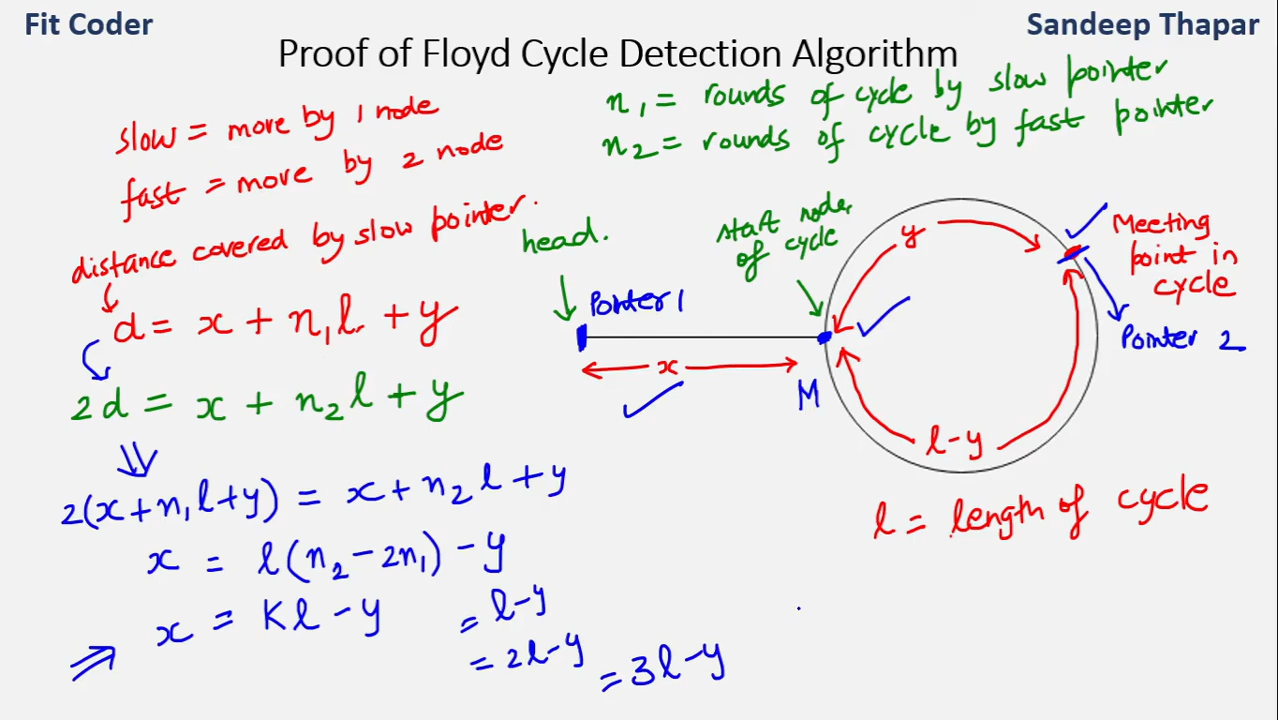 Fit Coder
Sandeep Thapar
Proof of Floyd Cycle Detection Algorithm
slow = move by 1 node
fast = move by 2 node
n₁ = rounds of cycle by slow pointer
n₂ = rounds of cycle by fast pointer
distance covered by slow pointer.
d = x + n₁l + y
2d = x + n₂l + y
2(x+n₁l+y) = x+n₂l+y
x = l(n₂-2n₁) - y
x = Kl - y
= l-y
= 2l-y
= 3l-y
head.
Pointer 1
start node
of cycle
x
M
y
l-y
Meeting
point in
cycle
Pointer 2
l = length of cycle